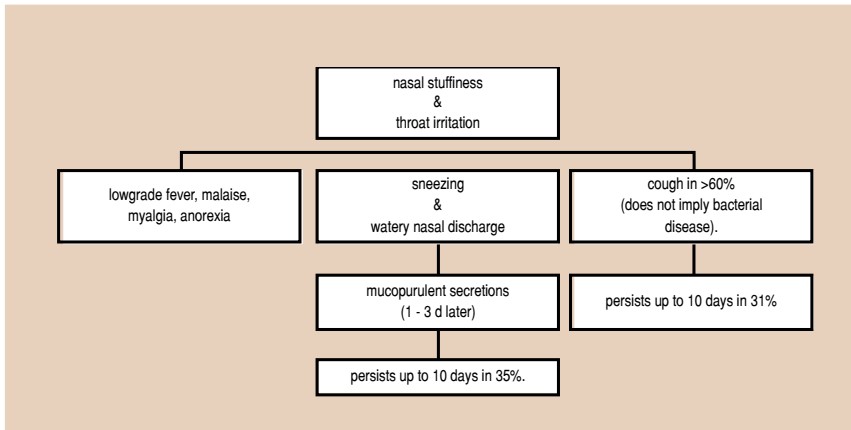 nasal stuffiness
&
throat irritation
lowgrade fever, malaise,
myalgia, anorexia
sneezing
&
watery nasal discharge
cough in >60%
(does not imply bacterial
disease).
mucopurulent secretions
(1 - 3 d later)
persists up to 10 days in 31%
persists up to 10 days in 35%.